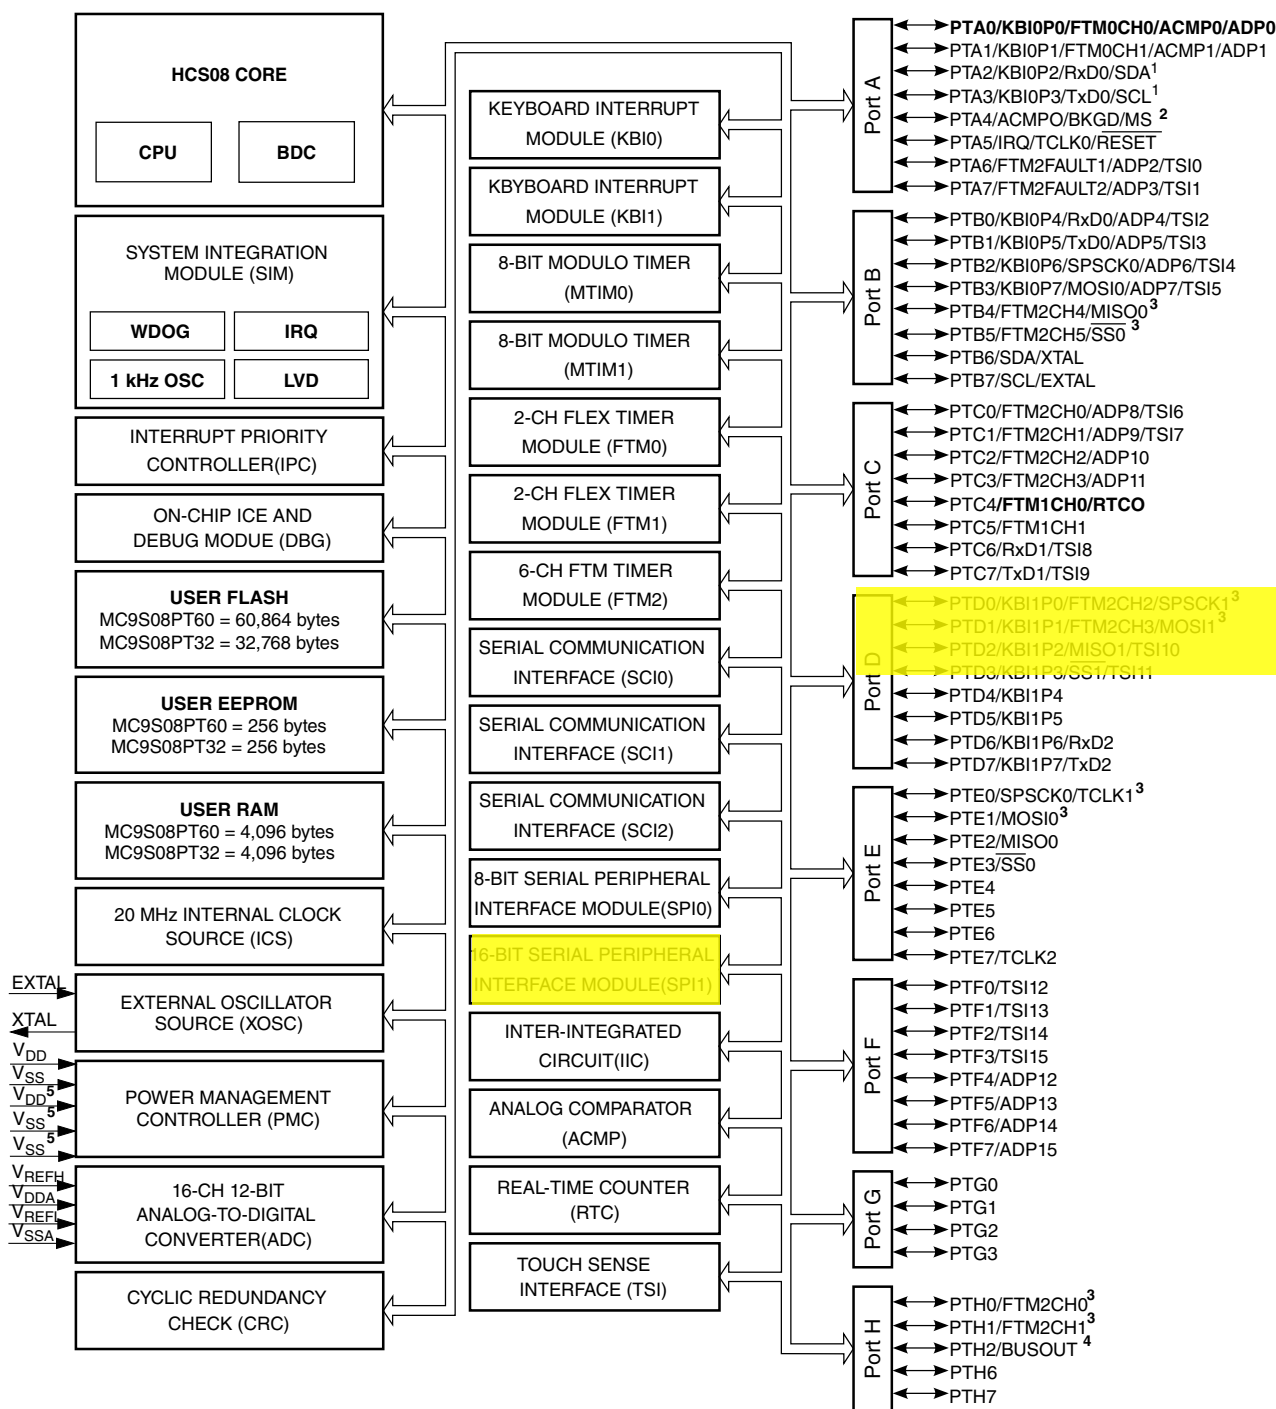 HCS08 CORE
CPU
BDC
SYSTEM INTEGRATION
MODULE (SIM)
WDOG
IRQ
1 kHz OSC
LVD
INTERRUPT PRIORITY
CONTROLLER(IPC)
ON-CHIP ICE AND
DEBUG MODUE (DBG)
USER FLASH
MC9S08PT60 = 60,864 bytes
MC9S08PT32 = 32,768 bytes
USER EEPROM
MC9S08PT60 = 256 bytes
MC9S08PT32 = 256 bytes
USER RAM
MC9S08PT60 = 4,096 bytes
MC9S08PT32 = 4,096 bytes
20 MHz INTERNAL CLOCK
SOURCE (ICS)
EXTAL
XTAL
EXTERNAL OSCILLATOR
SOURCE (XOSC)
VDD
VSS
VDD5
VSS5
VSS5
POWER MANAGEMENT
CONTROLLER (PMC)
VREFH
VDDA
VREFL
VSSA
16-CH 12-BIT
ANALOG-TO-DIGITAL
CONVERTER(ADC)
CYCLIC REDUNDANCY
CHECK (CRC)
KEYBOARD INTERRUPT
MODULE (KBI0)
KBYBOARD INTERRUPT
MODULE (KBI1)
8-BIT MODULO TIMER
(MTIM0)
8-BIT MODULO TIMER
(MTIM1)
2-CH FLEX TIMER
MODULE (FTM0)
2-CH FLEX TIMER
MODULE (FTM1)
6-CH FTM TIMER
MODULE (FTM2)
SERIAL COMMUNICATION
INTERFACE (SCI0)
SERIAL COMMUNICATION
INTERFACE (SCI1)
SERIAL COMMUNICATION
INTERFACE (SCI2)
8-BIT SERIAL PERIPHERAL
INTERFACE MODULE(SPI0)
16-BIT SERIAL PERIPHERAL
INTERFACE MODULE(SPI1)
INTER-INTEGRATED
CIRCUIT(IIC)
ANALOG COMPARATOR
(ACMP)
REAL-TIME COUNTER
(RTC)
TOUCH SENSE
INTERFACE (TSI)
Port A
PTA0/KBI0P0/FTM0CH0/ACMP0/ADP0
PTA1/KBI0P1/FTM0CH1/ACMP1/ADP1
PTA2/KBI0P2/RxD0/SDA1
PTA3/KBI0P3/TxD0/SCL1
PTA4/ACMPO/BKGD/MS 2
PTA5/IRQ/TCLK0/RESET
PTA6/FTM2FAULT1/ADP2/TSI0
PTA7/FTM2FAULT2/ADP3/TSI1
Port B
PTB0/KBI0P4/RxD0/ADP4/TSI2
PTB1/KBI0P5/TxD0/ADP5/TSI3
PTB2/KBI0P6/SPSCK0/ADP6/TSI4
PTB3/KBI0P7/MOSI0/ADP7/TSI5
PTB4/FTM2CH4/MISO0 3
PTB5/FTM2CH5/SS0 3
PTB6/SDA/XTAL
PTB7/SCL/EXTAL
Port C
PTC0/FTM2CH0/ADP8/TSI6
PTC1/FTM2CH1/ADP9/TSI7
PTC2/FTM2CH2/ADP10
PTC3/FTM2CH3/ADP11
PTC4/FTM1CH0/RTCO
PTC5/FTM1CH1
PTC6/RxD1/TSI8
PTC7/TxD1/TSI9
Port D
PTD0/KBI1P0/FTM2CH2/SPSCK1 3
PTD1/KBI1P1/FTM2CH3/MOSI1 3
PTD2/KBI1P2/MISO1/TSI10
PTD3/KBI1P3/SS1/TSI11
PTD4/KBI1P4
PTD5/KBI1P5
PTD6/KBI1P6/RxD2
PTD7/KBI1P7/TxD2
Port E
PTE0/SPSCK0/TCLK1 3
PTE1/MOSI0 3
PTE2/MISO0
PTE3/SS0
PTE4
PTE5
PTE6
PTE7/TCLK2
Port F
PTF0/TSI12
PTF1/TSI13
PTF2/TSI14
PTF3/TSI15
PTF4/ADP12
PTF5/ADP13
PTF6/ADP14
PTF7/ADP15
Port G
PTG0
PTG1
PTG2
PTG3
Port H
PTH0/FTM2CH0 3
PTH1/FTM2CH1 3
PTH2/BUSOUT 4
PTH6
PTH7